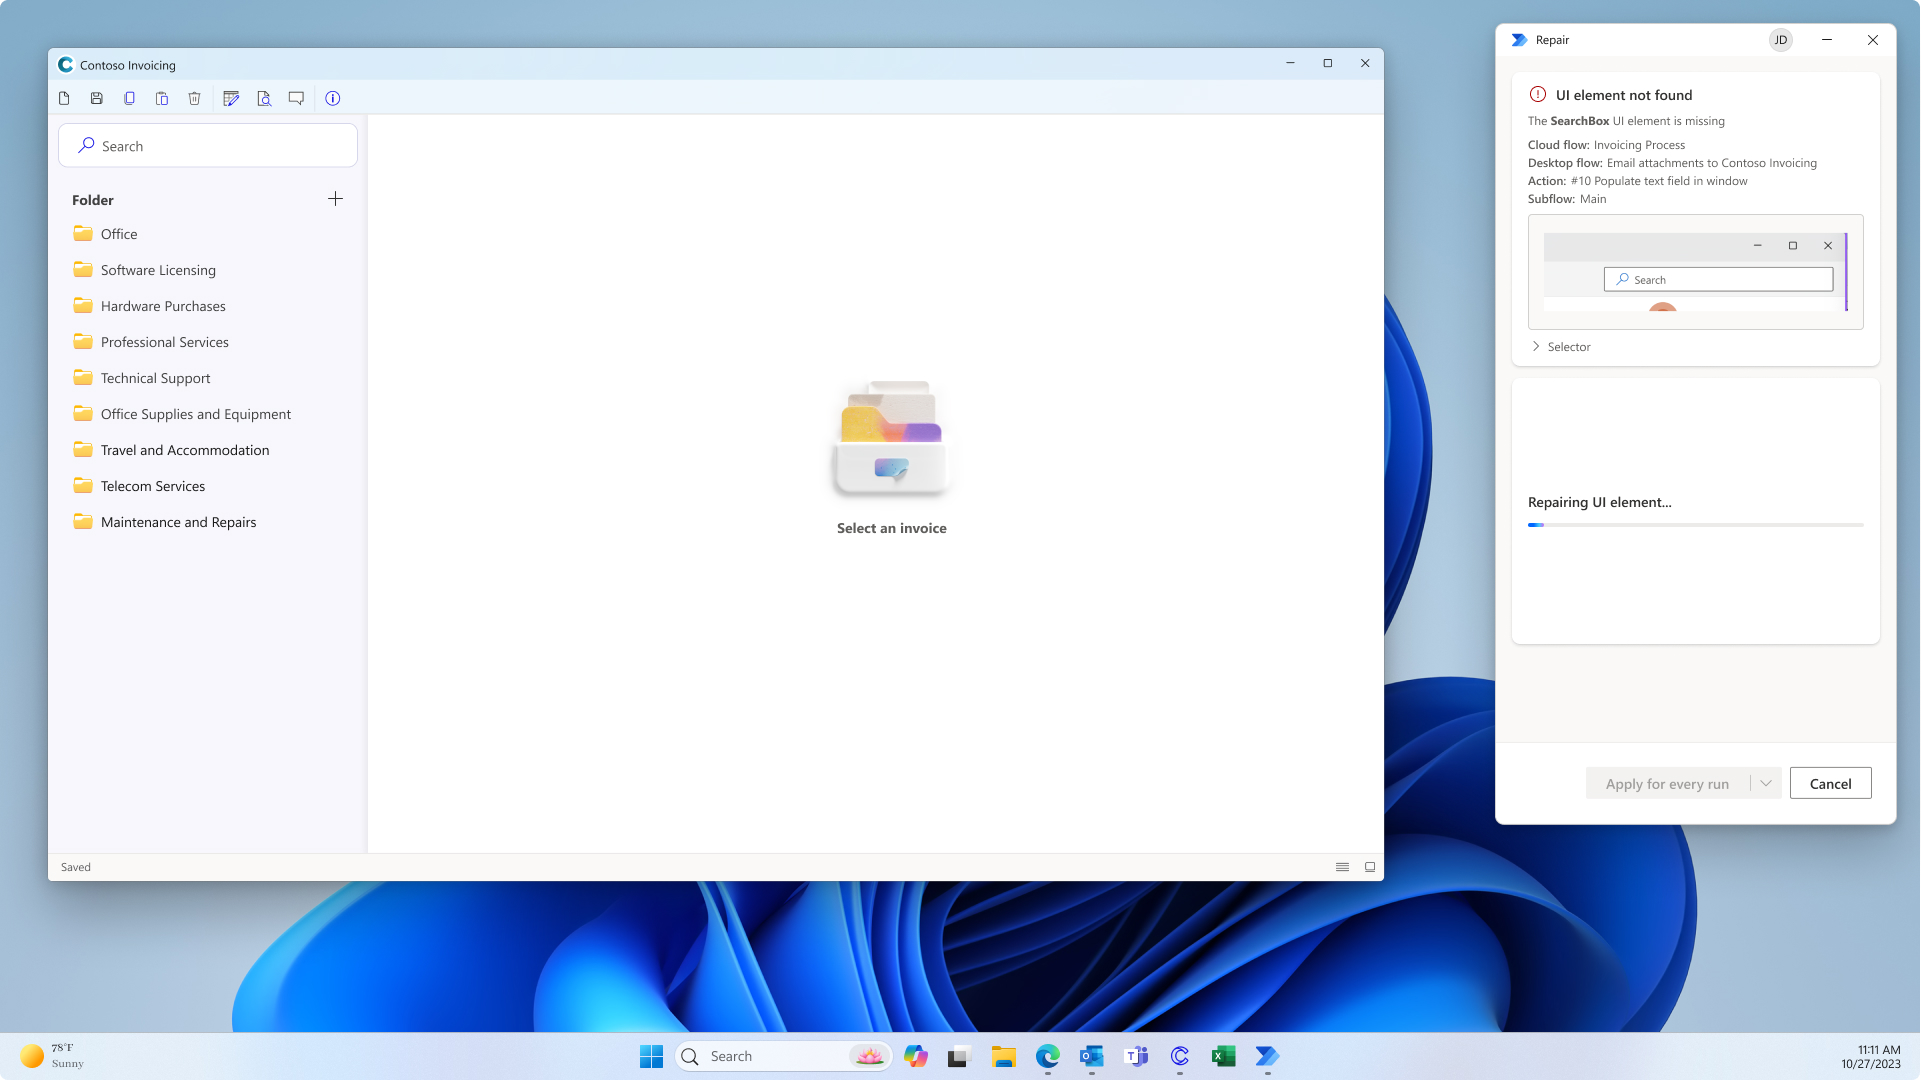 Contoso Invoicing
Search
Folder
Office
Software Licensing
Hardware Purchases
Professional Services
Technical Support
Office Supplies and Equipment
Travel and Accommodation
Telecom Services
Maintenance and Repairs
Select an invoice
Saved
Repair
JD
UI element not found
The SearchBox UI element is missing
Cloud flow: Invoicing Process
Desktop flow: Email attachments to Contoso Invoicing
Action: #10 Populate text field in window
Subflow: Main
Search
Selector
Repairing UI element...
Apply for every run
Cancel
78°F
Sunny
Search
11:11 AM
10/27/2023